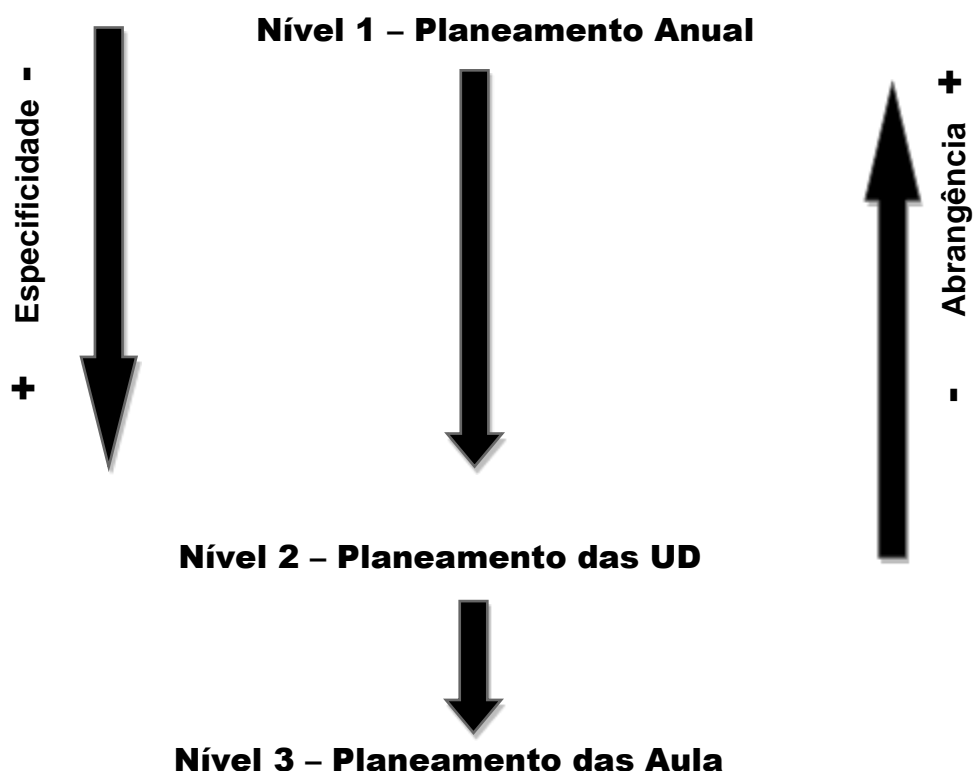 Nível 1 – Planeamento Anual
+ Especificidade -
- Abrangência +
Nível 2 – Planeamento das UD
Nível 3 – Planeamento das Aula